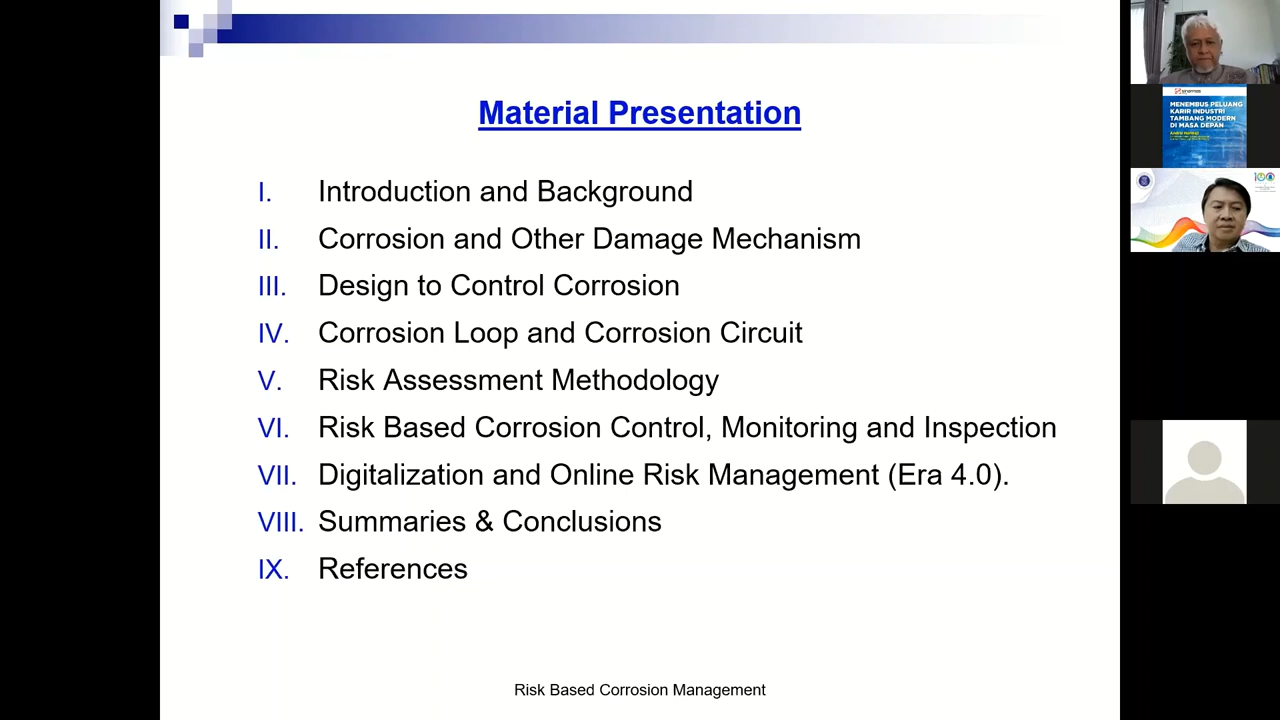 Material Presentation
I. Introduction and Background
II. Corrosion and Other Damage Mechanism
III. Design to Control Corrosion
IV. Corrosion Loop and Corrosion Circuit
V. Risk Assessment Methodology
VI. Risk Based Corrosion Control, Monitoring and Inspection
VII. Digitalization and Online Risk Management (Era 4.0).
VIII. Summaries & Conclusions
IX. References
Risk Based Corrosion Management
sinarmas
MENEMBUS PELUANG
KARIR INDUSTRI
TAMBANG MODERN
DI MASA DEPAN
100